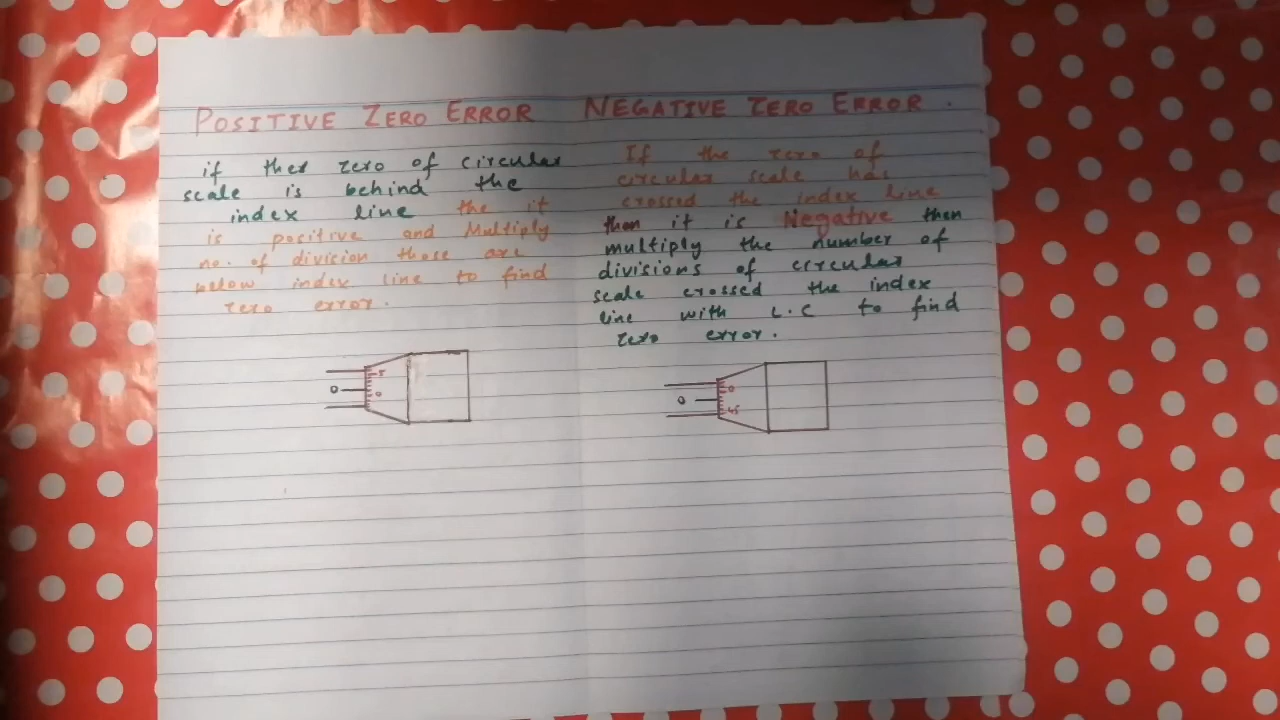 POSITIVE ZERO ERROR
if ther zero of circular
scale is behind the
index line the it
is positive and Multiply
no. of division those are
below index line to find
zero error.
5
0
0
NEGATIVE ZERO ERROR.
If the zero of
circular scale has
crossed the index line
then it is Negative then
multiply the number of
divisions of circular
scale crossed the index
line with L.C to find
zero error.
0
0
45